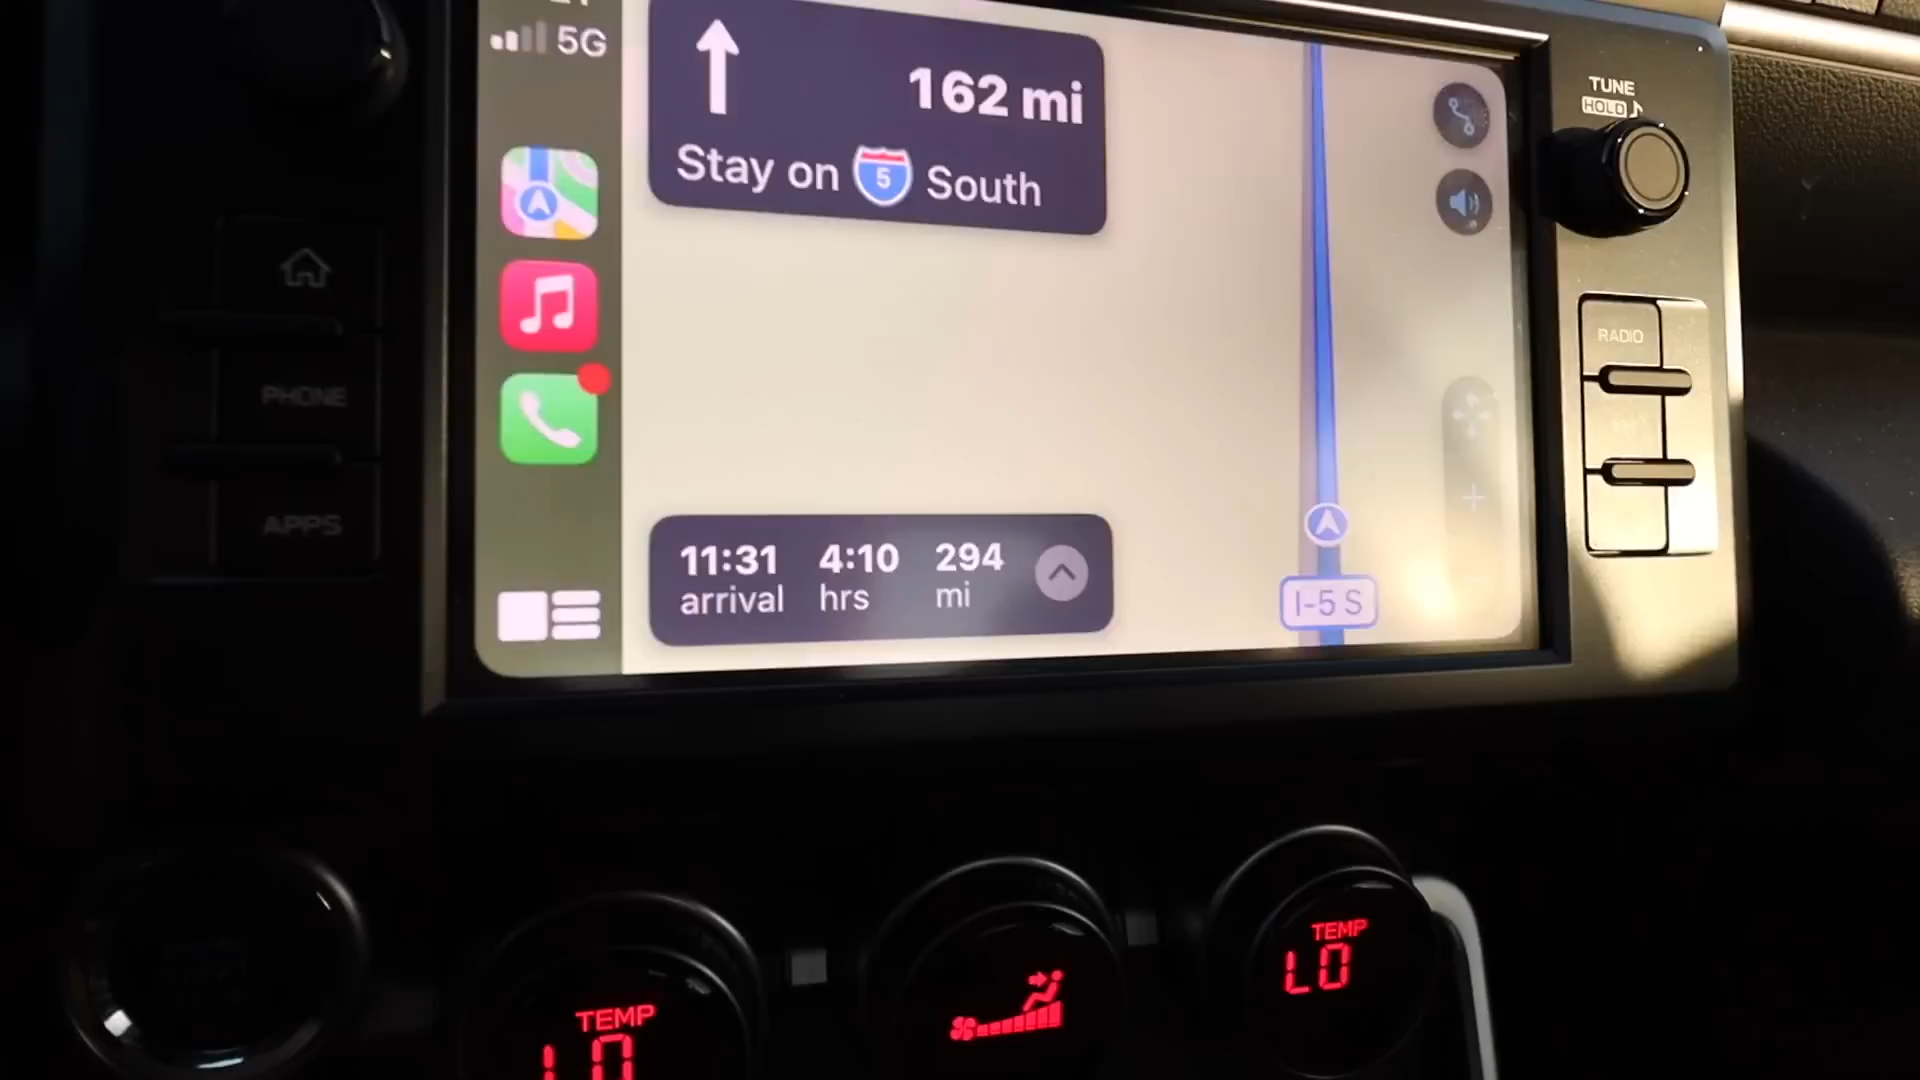 5G
162 mi
Stay on 5 South
11:31 4:10 294
arrival hrs mi
I-5 S
PHONE
APPS
TUNE
HOLD
RADIO
TEMP
LO
TEMP
LO